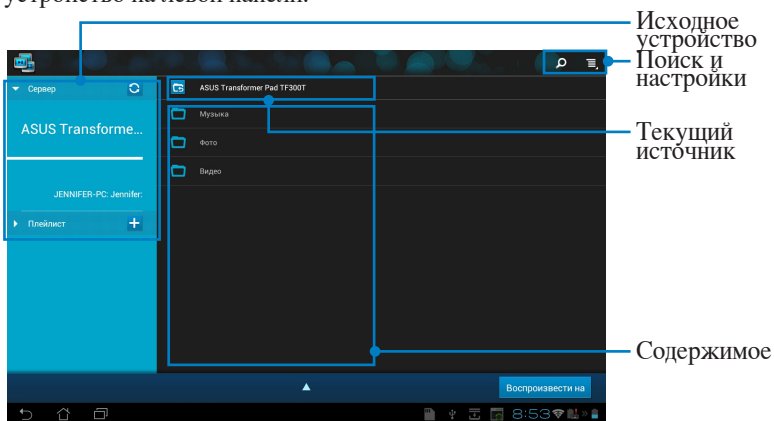 устройство на левой панели.
Исходное
устройство
Поиск и
настройки
Сервер
ASUS Transformer Pad TF300T
Музыка
ASUS Transforme...
Текущий
источник
Фото
Видео
JENNIFER-PC: Jennifer:
Плейлист
Содержимое
Воспроизвести на
8:53